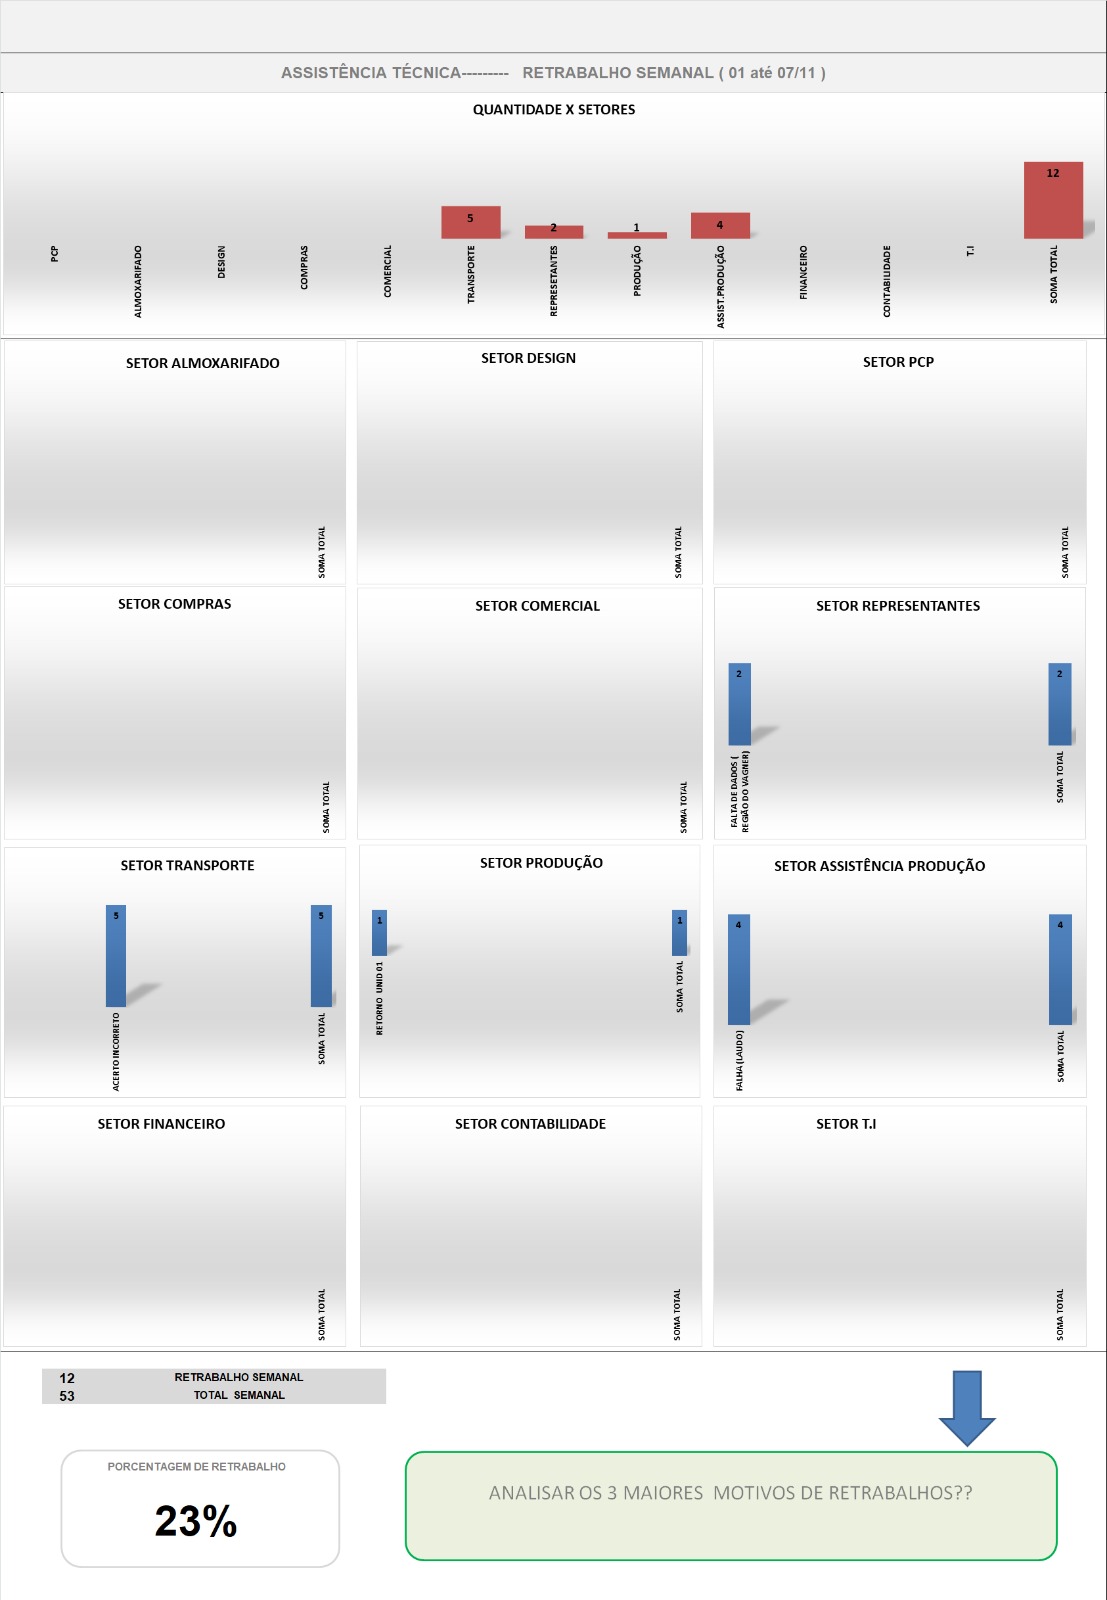 ASSISTÊNCIA TÉCNICA--------- RETRABALHO SEMANAL ( 01 até 07/11 )
QUANTIDADE X SETORES
12
5
2
1
4
PCP
ALMOXARIFADO
DESIGN
COMPRAS
COMERCIAL
TRANSPORTE
REPRESETANTES
PRODUÇÃO
ASSIST.PRODUÇÃO
FINANCEIRO
CONTABILIDADE
T.I
SOMA TOTAL
SETOR ALMOXARIFADO
SOMA TOTAL
SETOR DESIGN
SOMA TOTAL
SETOR PCP
SOMA TOTAL
SETOR COMPRAS
SOMA TOTAL
SETOR COMERCIAL
SOMA TOTAL
SETOR REPRESENTANTES
2
2
FALTA DE DADOS (
REGIÃO DO VAGNER)
SOMA TOTAL
SETOR TRANSPORTE
5
5
ACERTO INCORRETO
SOMA TOTAL
SETOR PRODUÇÃO
1
1
RETORNO UNID 01
SOMA TOTAL
SETOR ASSISTÊNCIA PRODUÇÃO
4
4
FALHA (LAUDO)
SOMA TOTAL
SETOR FINANCEIRO
SOMA TOTAL
SETOR CONTABILIDADE
SOMA TOTAL
SETOR T.I
SOMA TOTAL
12 RETRABALHO SEMANAL
53 TOTAL SEMANAL
PORCENTAGEM DE RETRABALHO
23%
ANALISAR OS 3 MAIORES MOTIVOS DE RETRABALHOS??